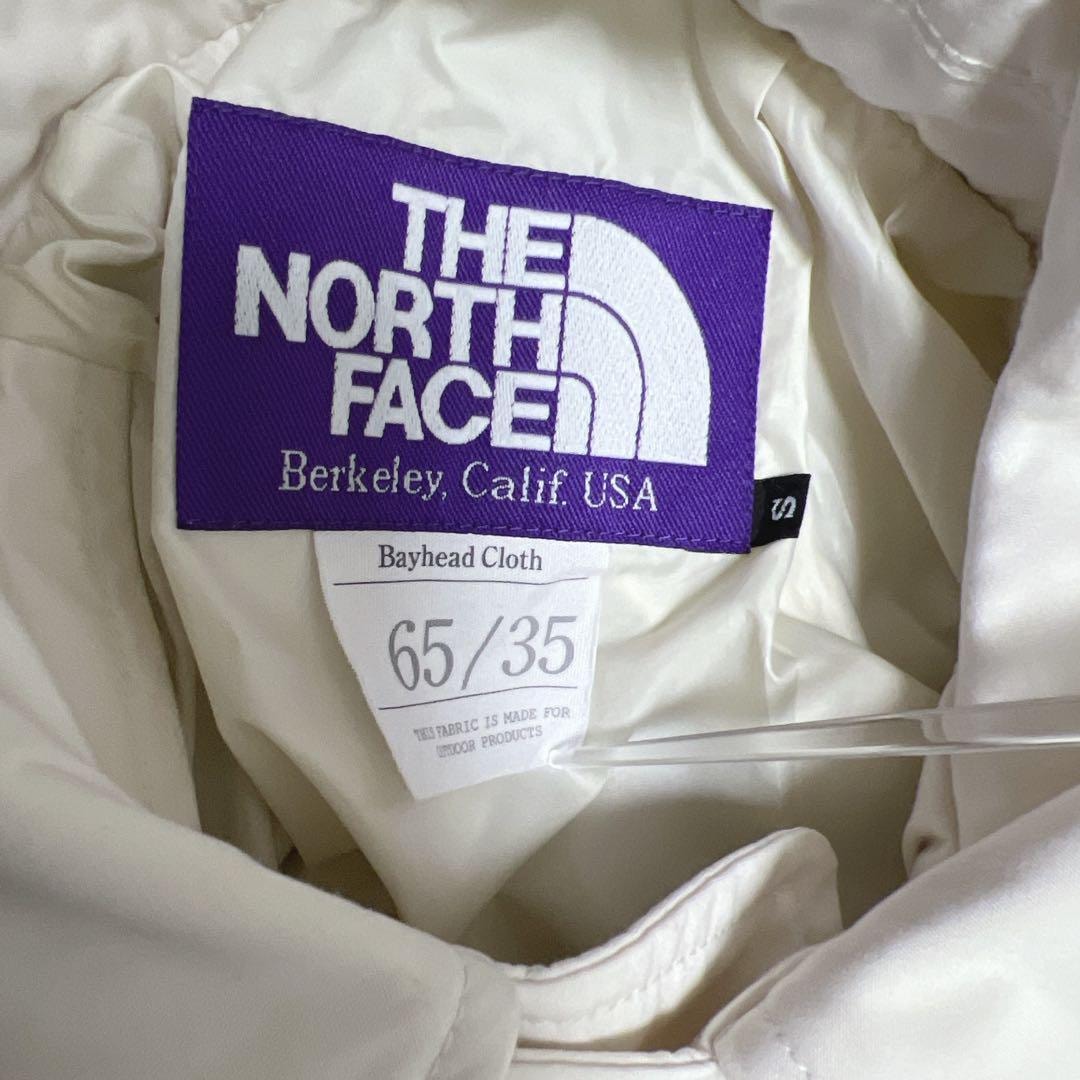 THE
NORTH
FACE
Berkeley, Calif. USA
S
Bayhead Cloth
65/35
THIS FABRIC IS MADE FOR
OUTDOOR PRODUCTS